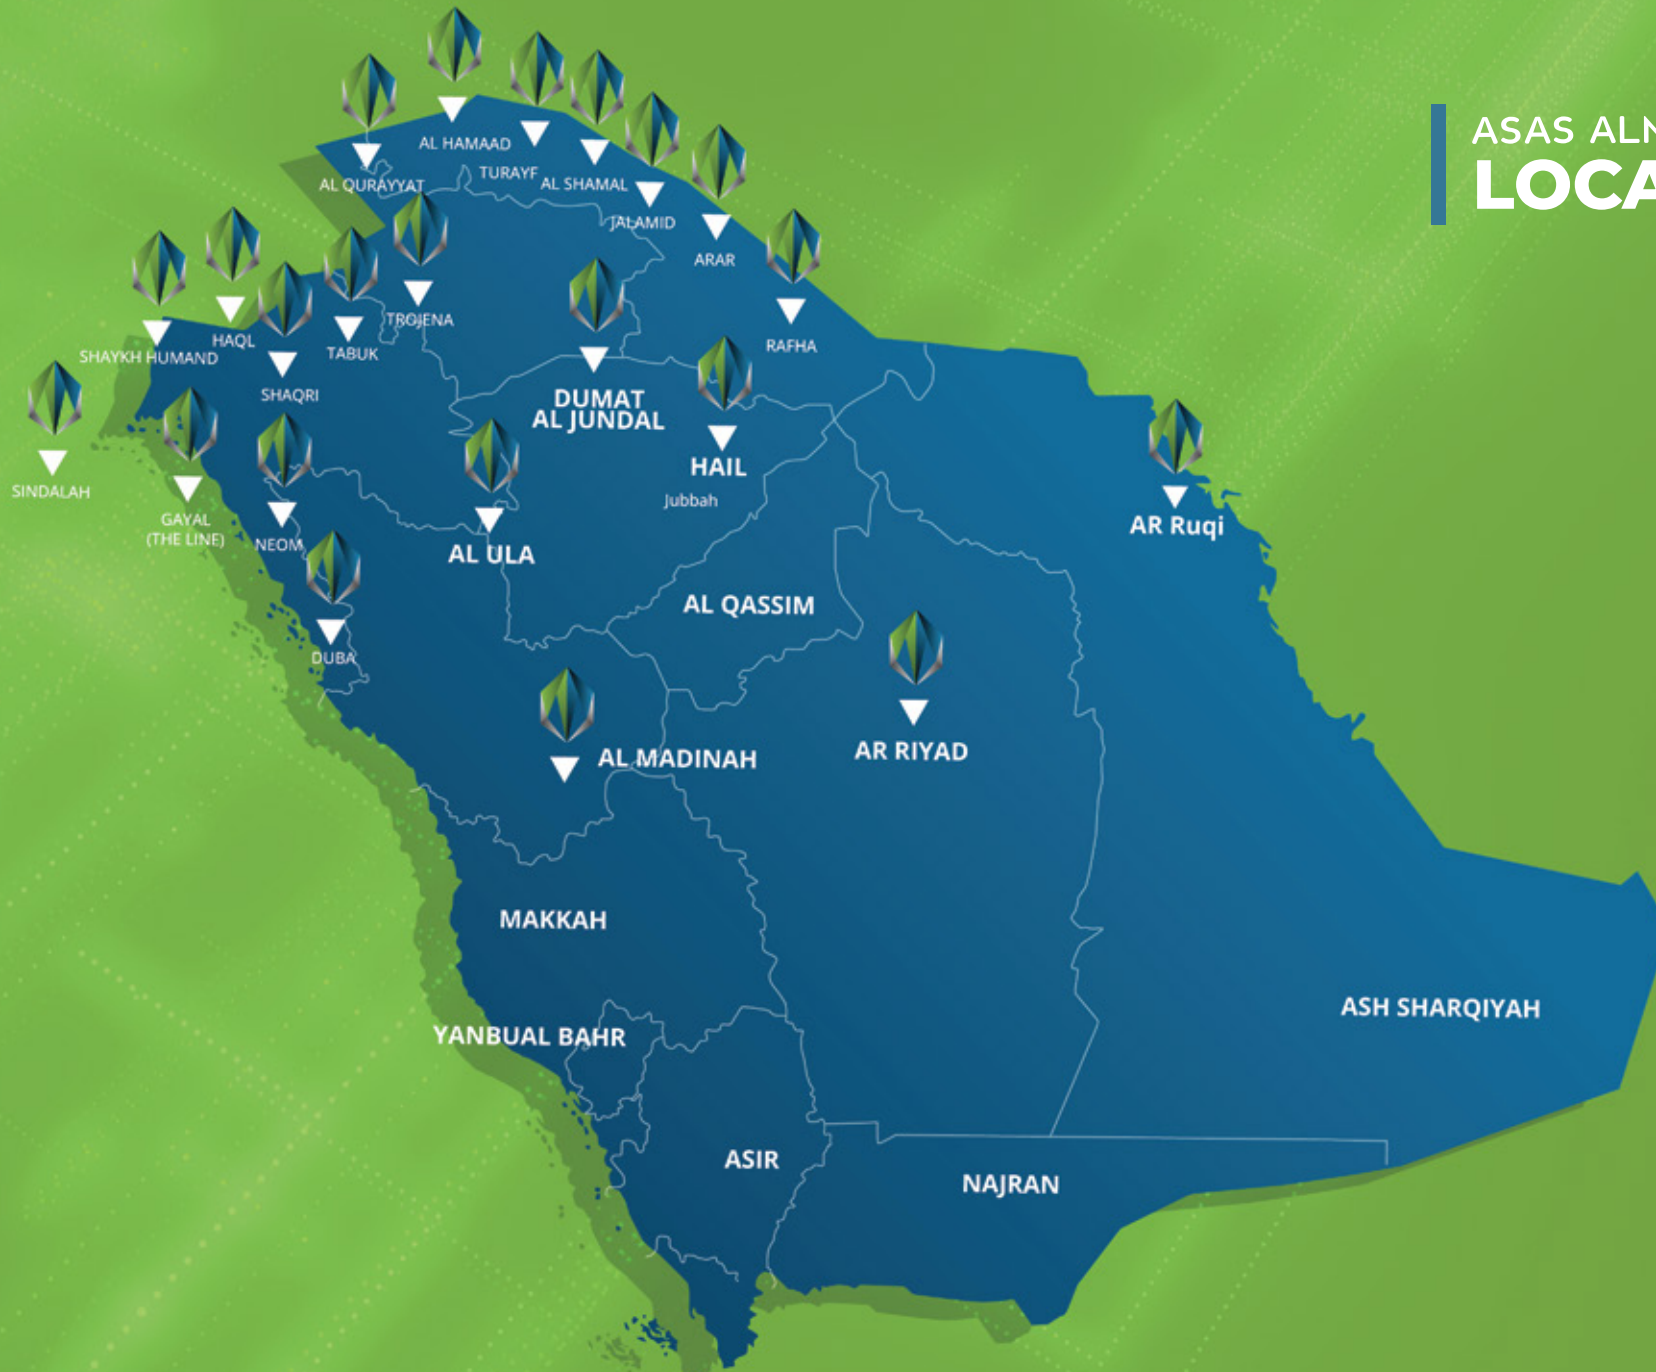 ASAS
LOCA
AL HAMAAD
TURAYF
AL QURAYYAT
AL SHAMAL
JALAMID
ARAR
TROJENA
HAQL
RAFHA
TABUK
SHAYKH HUMAND
SHAQRI
DUMAT
AL JUNDAL
HAIL
SINDALAH
Jubbah
GAYAL
(THE LINE)
AR Ruqi
NEOM
AL ULA
AL QASSIM
DUBA
AL MADINAH
AR RIYAD
MAKKAH
ASH SHARQIYAH
YANBUAL BAHR
ASIR
NAJRAN